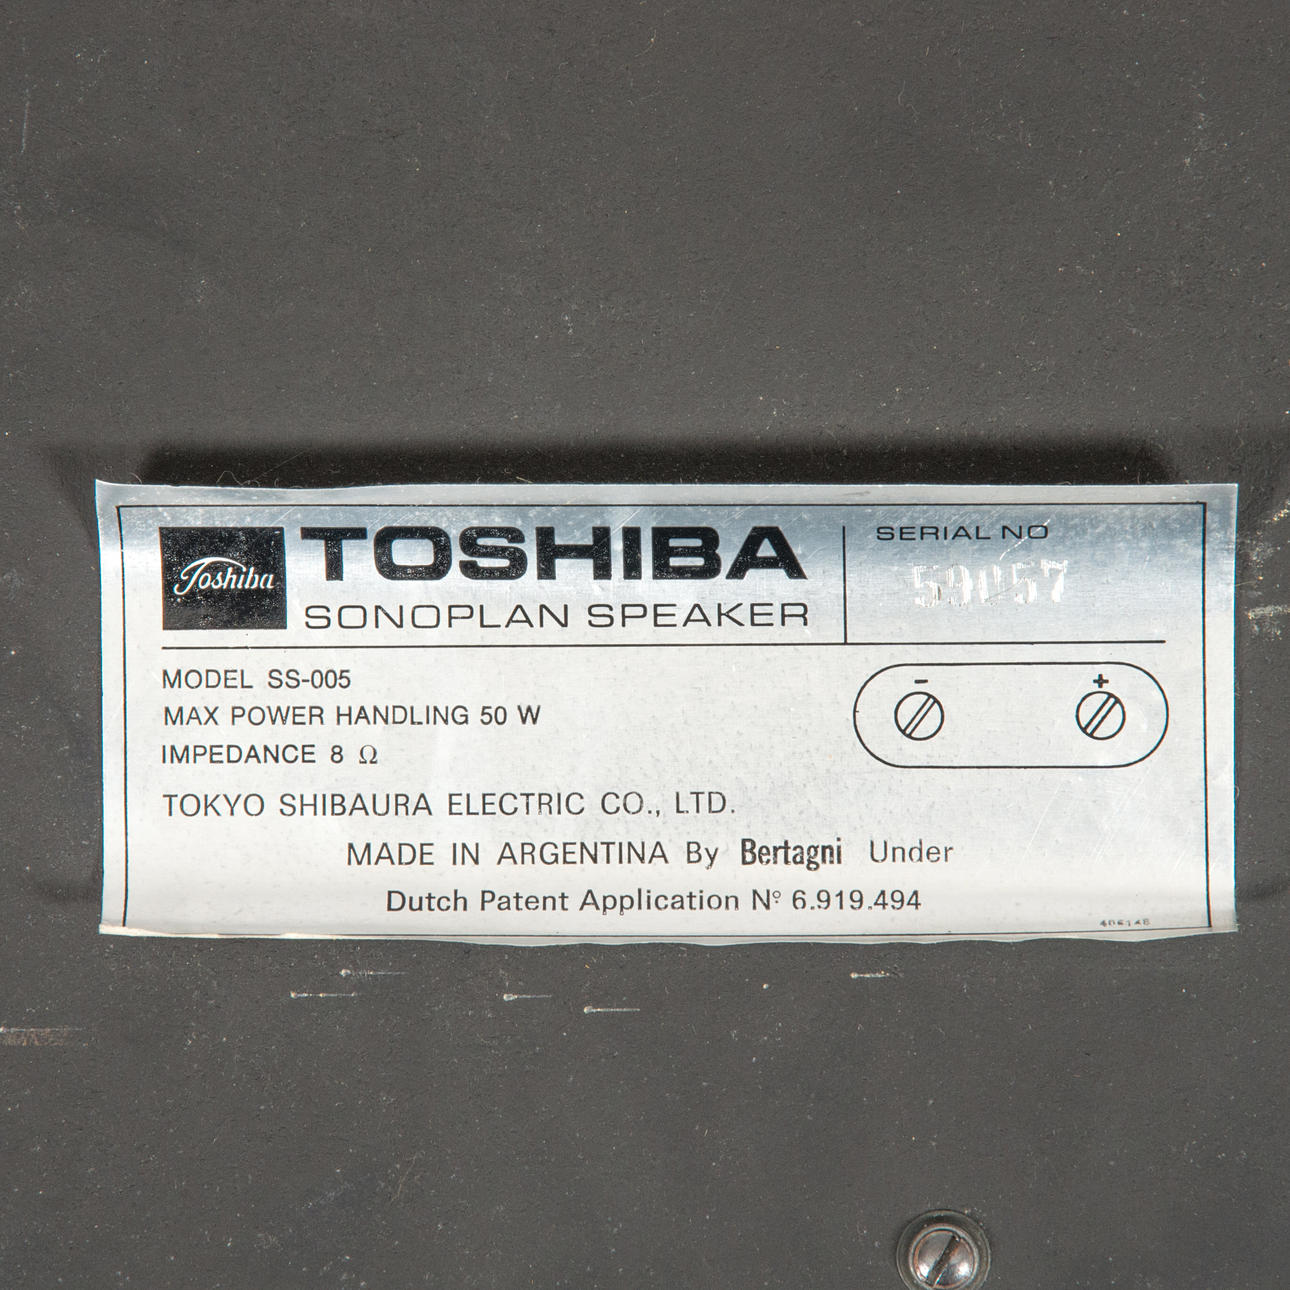 Toshiba
TOSHIBA
SONOPLAN SPEAKER
SERIAL NO
59057
MODEL SS-005
MAX POWER HANDLING 50 W
IMPEDANCE 8 Ω
- +
TOKYO SHIBAURA ELECTRIC CO., LTD.
MADE IN ARGENTINA By Bertagni Under
Dutch Patent Application Nº 6.919.494